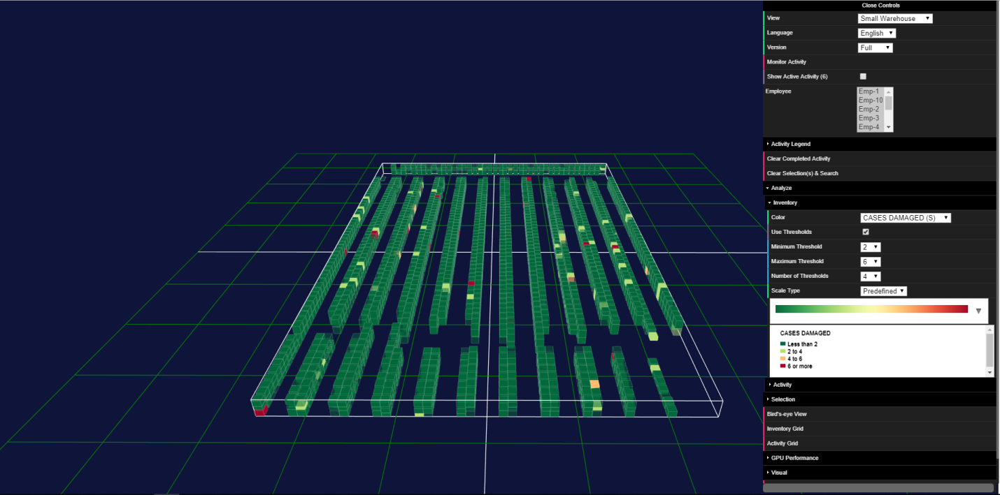 Close Controls
View Small Warehouse
Language English
Version Full
Monitor Activity
Show Active Activity (6)
Employee Emp-1
Emp-10
Emp-2
Emp-3
Emp-4
Activity Legend
Clear Completed Activity
Clear Selection(s) & Search
Analyze
Inventory
Color CASES DAMAGED (S)
Use Thresholds
Minimum Threshold 2
Maximum Threshold 6
Number of Thresholds 4
Scale Type Predefined
CASES DAMAGED
Less than 2
2 to 4
4 to 6
6 or more
Activity
Selection
Bird's-eye View
Inventory Grid
Activity Grid
GPU Performance
Visual